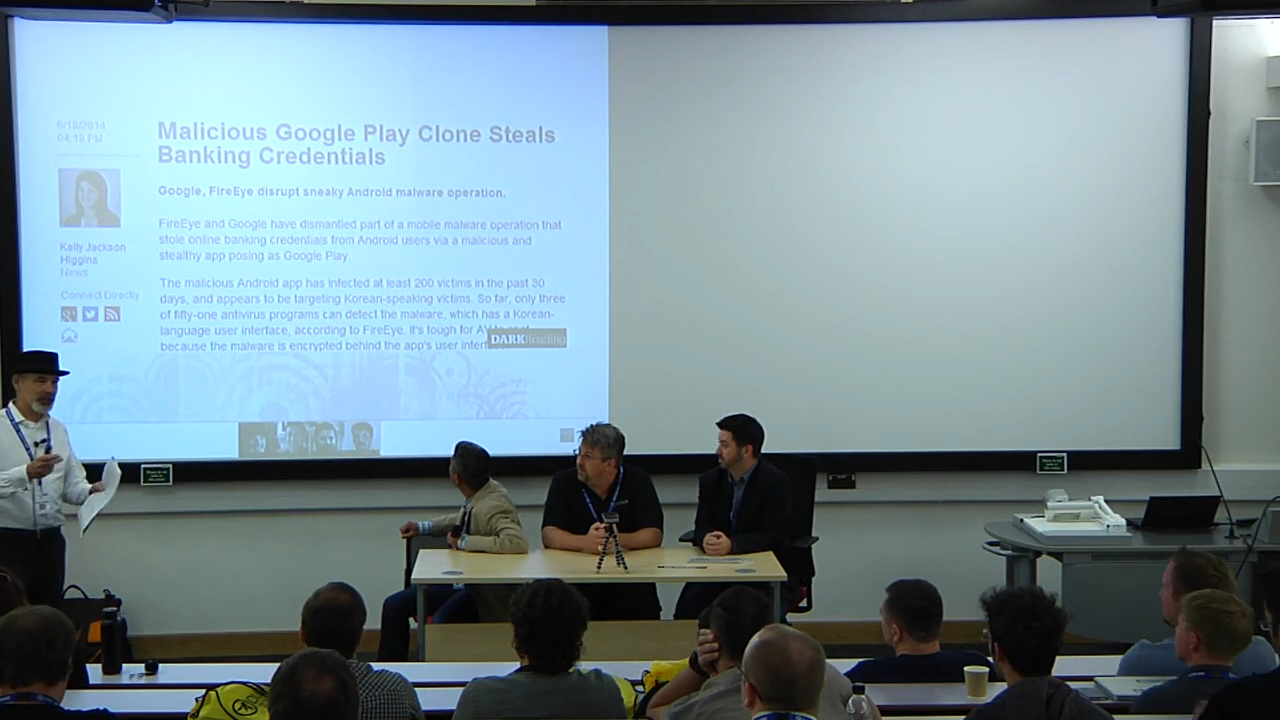 6/18/2014
04:18 PM
Malicious Google Play Clone Steals
Banking Credentials
Google, FireEye disrupt sneaky Android malware operation.
FireEye and Google have dismantled part of a mobile malware operation that
stole online banking credentials from Android users via a malicious and
stealthy app posing as Google Play.
Kelly Jackson
Higgins
News
Connect Directly
The malicious Android app has infected at least 200 victims in the past 30
days, and appears to be targeting Korean-speaking victims. So far, only three
of fifty-one antivirus programs can detect the malware, which has a Korean-
language user interface, according to FireEye. It's tough for AV to
because the malware is encrypted behind the app's user
DARKReading